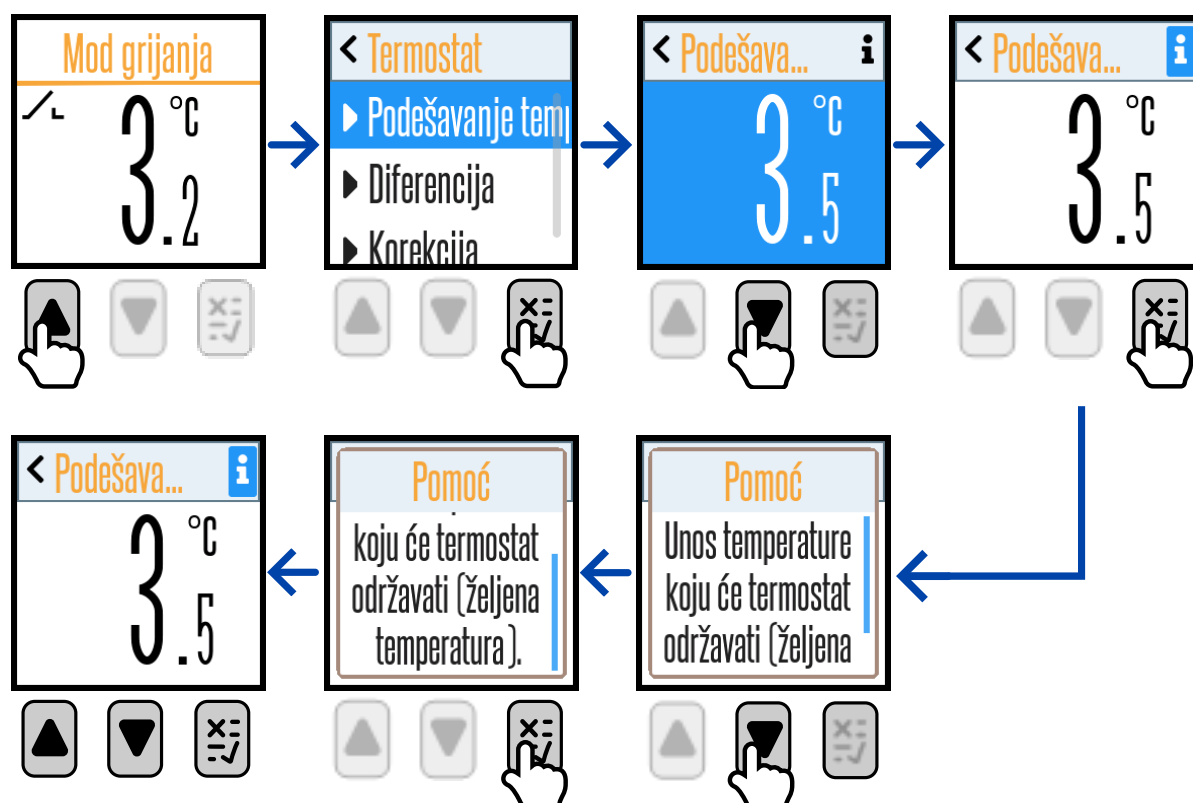 Mod grijanja
3.2 °C
Termostat
Podešavanje temp
Diferencija
Korekcija
Podešava... i
3.5 °C
Podešava... i
3.5 °C
Pomoć
Unos temperature
koju će termostat
održavati (željena
Pomoć
koju će termostat
održavati (željena
temperatura ).
Podešava... i
3.5 °C